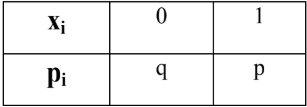 xᵢ 0 1
pᵢ q p